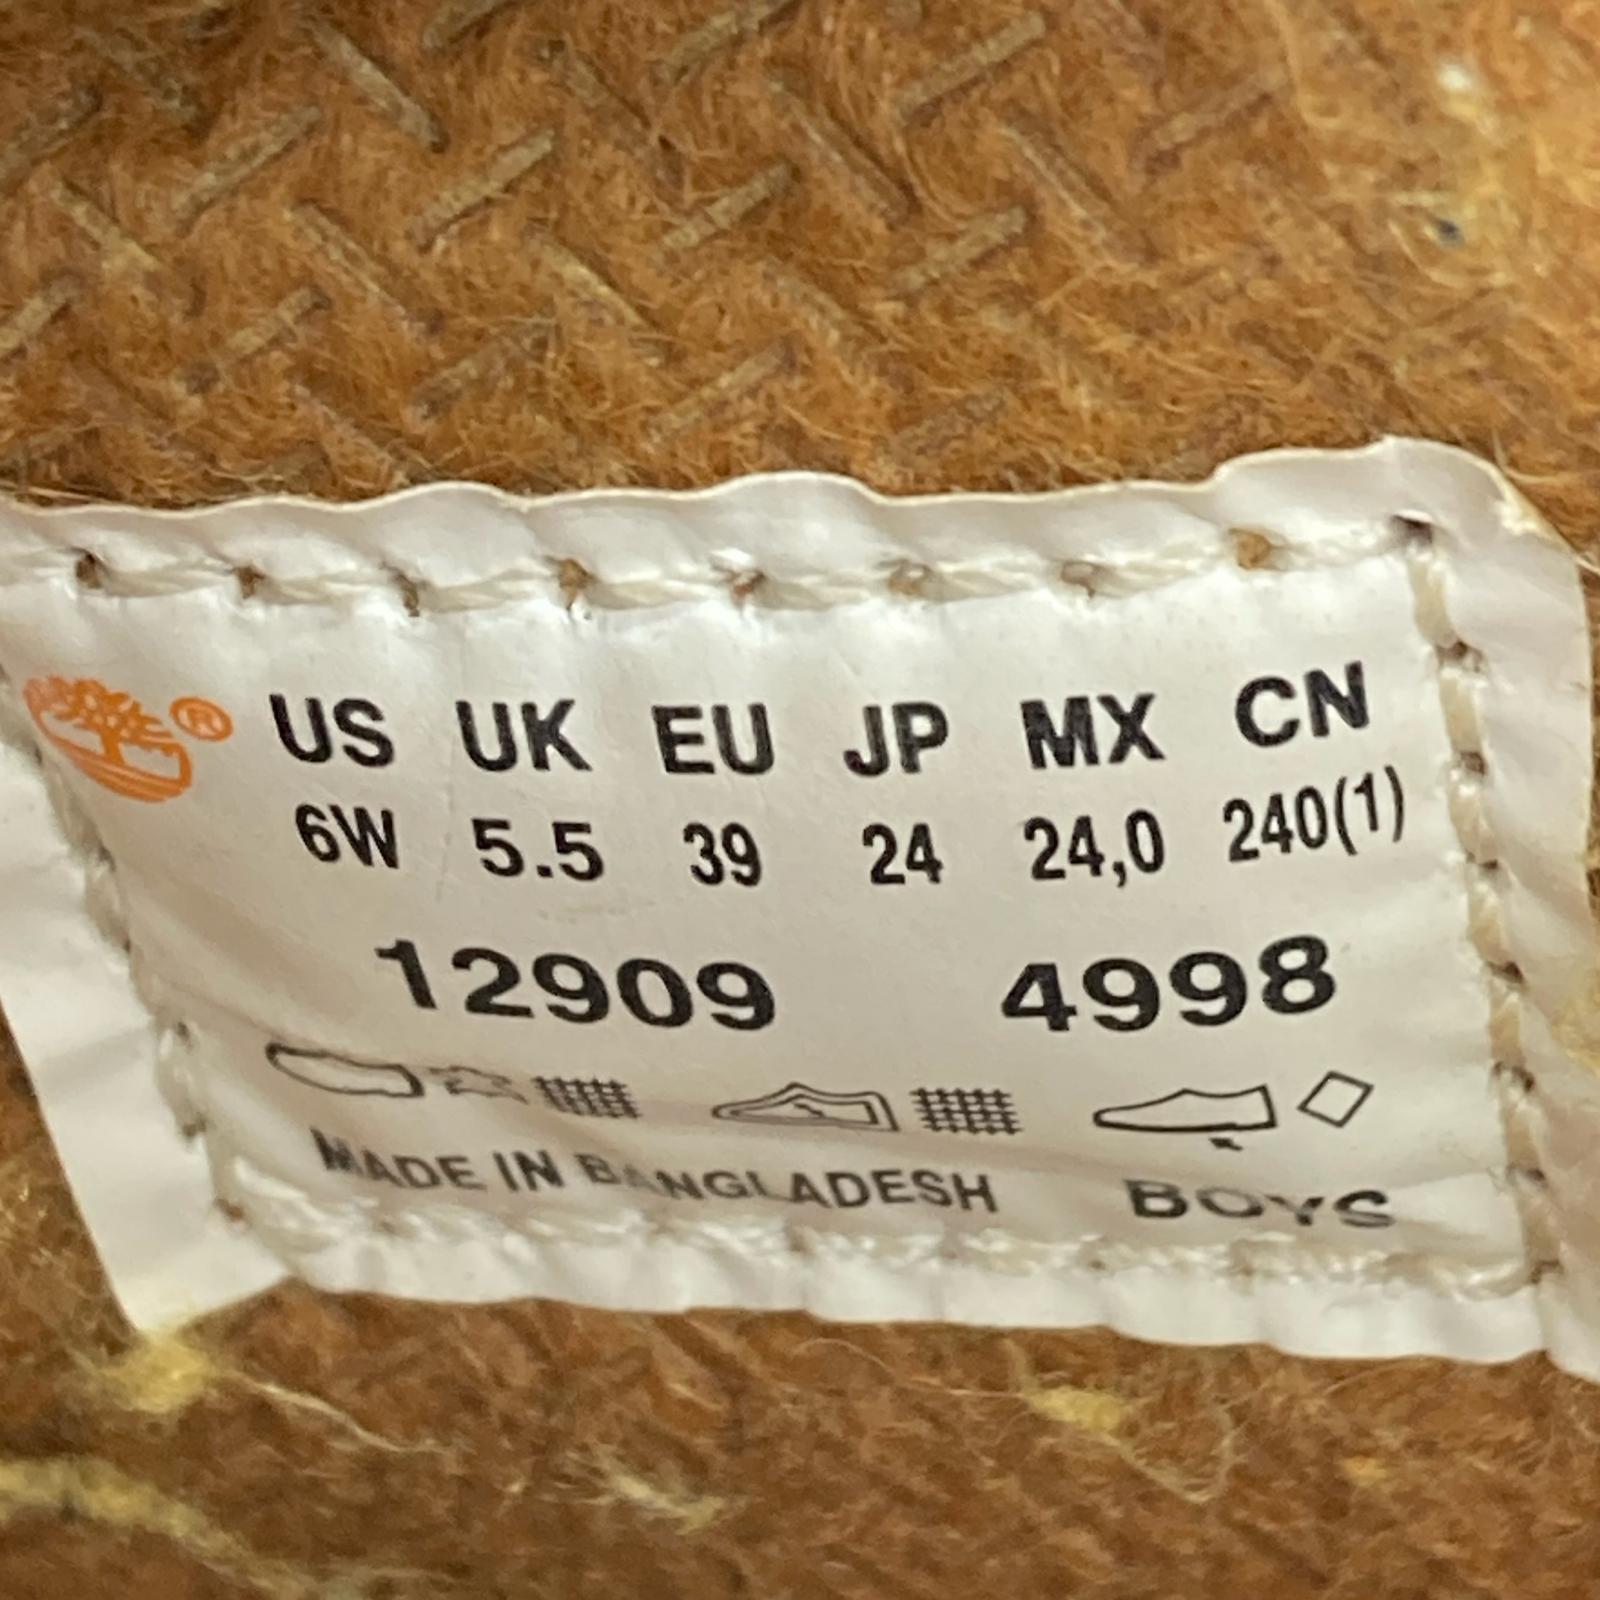 ® US UK EU JP MX CN
6W 5.5 39 24 24,0 240(1)
12909 4998
MADE IN BANGLADESH BOYS